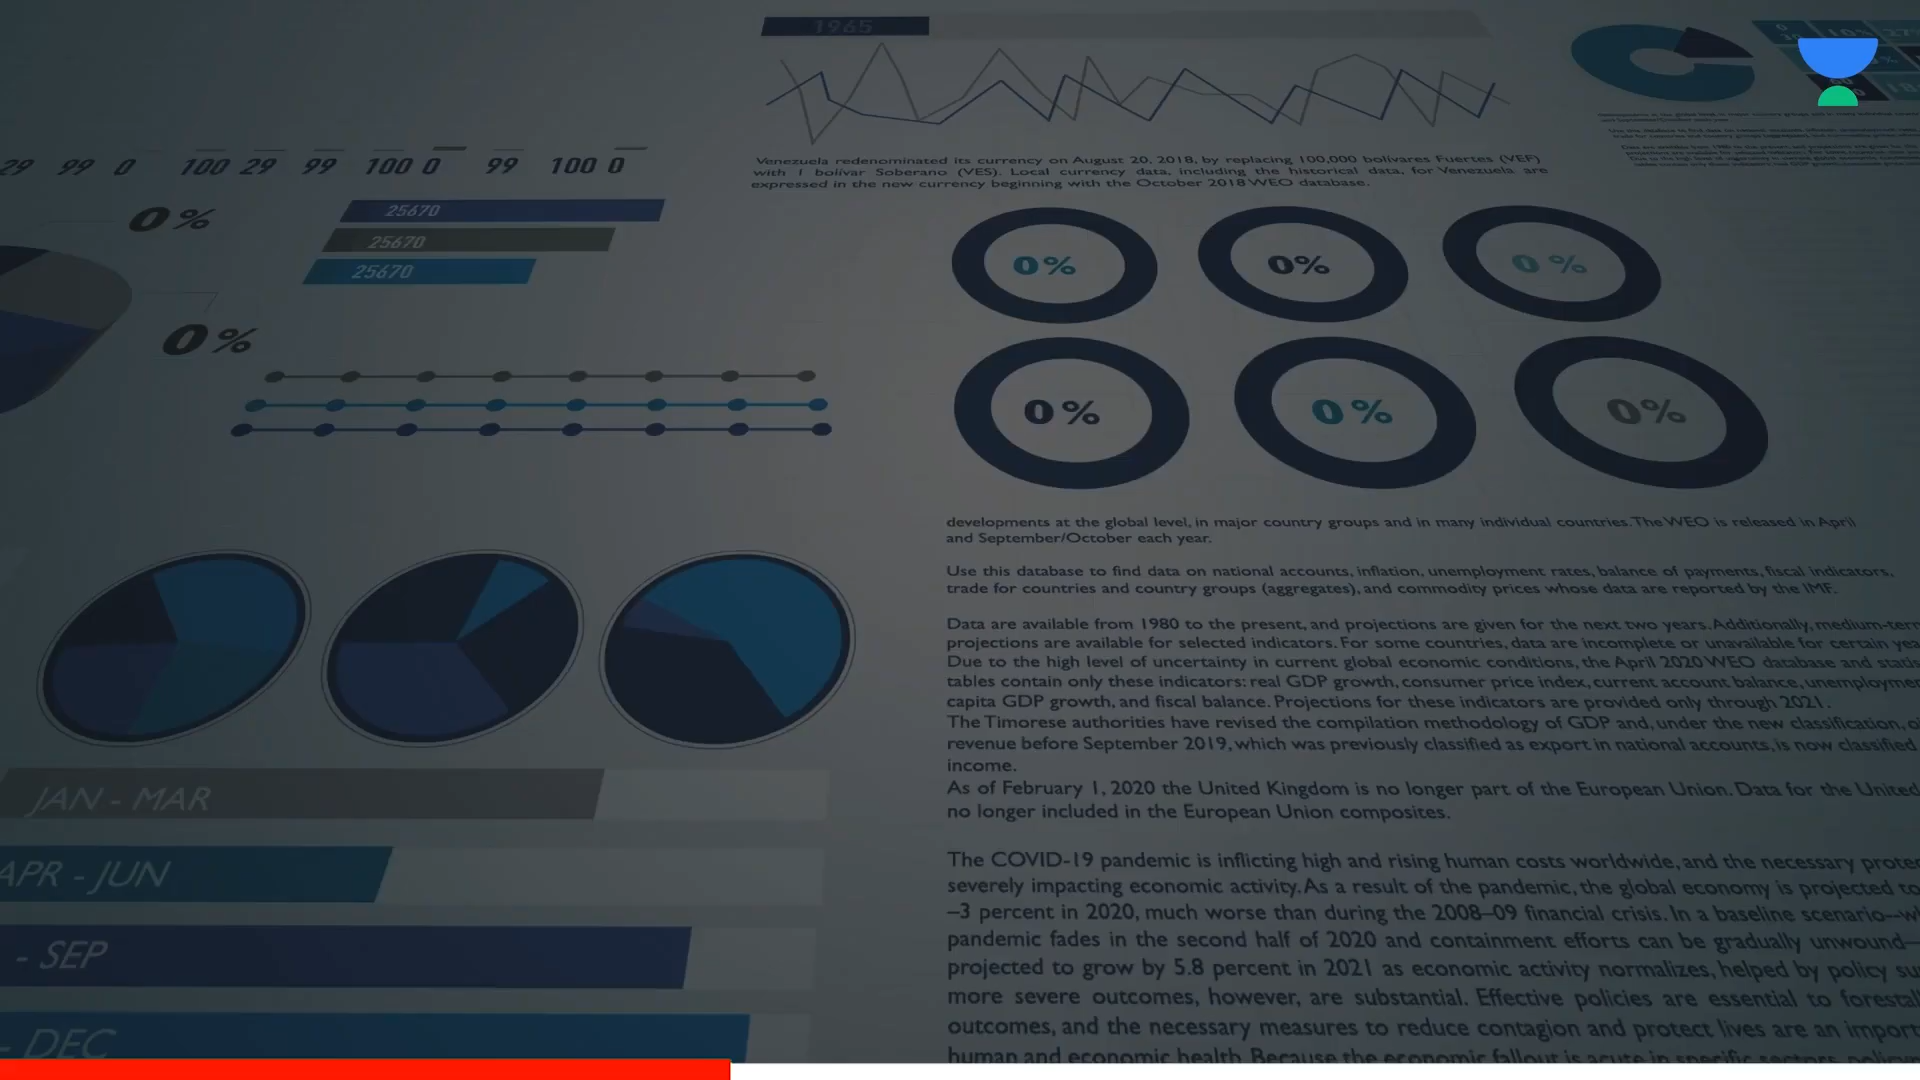 1965
29 99 0 100 29 99 100 0 99 100 0
Venezuela redenominated its currency on August 20, 2018, by replacing 100,000 bolívares Fuertes (VEF)
with 1 bolívar Soberano (VES). Local currency data, including the historical data, for Venezuela are
expressed in the new currency beginning with the October 2018 WEO database.
0 %
25670
25670
25670
0 %
0 %
0 %
0 %
0 %
0 %
0 %
developments at the global level, in major country groups and in many individual countries. The WEO is released in April
and September/October each year.
Use this database to find data on national accounts, inflation, unemployment rates, balance of payments, fiscal indicators,
trade for countries and country groups (aggregates), and commodity prices whose data are reported by the IMF.
Data are available from 1980 to the present, and projections are given for the next two years. Additionally, medium-term
projections are available for selected indicators. For some countries, data are incomplete or unavailable for certain
Due to the high level of uncertainty in current global economic conditions, the April 2020 WEO database and
tables contain only these indicators: real GDP growth, consumer price index, current account balance,
capita GDP growth, and fiscal balance. Projections for these indicators are provided only through 2021.
The Timorese authorities have revised the compilation methodology of GDP and, under the new classification,
revenue before September 2019, which was previously classified as export in national accounts, is now classified
income.
As of February 1, 2020 the United Kingdom is no longer part of the European Union. Data for the United
no longer included in the European Union composites.
The COVID-19 pandemic is inflicting high and rising human costs worldwide, and the necessary
severely impacting economic activity. As a result of the pandemic, the global economy is projected to
–3 percent in 2020, much worse than during the 2008–09 financial crisis. In a baseline scenario--
pandemic fades in the second half of 2020 and containment efforts can be gradually unwound—
projected to grow by 5.8 percent in 2021 as economic activity normalizes, helped by policy
more severe outcomes, however, are substantial. Effective policies are essential to
outcomes, and the necessary measures to reduce contagion and protect lives are an
human and economic health. Because the economic fallout is acute in specific sectors,
JAN - MAR
APR - JUN
- SEP
- DEC